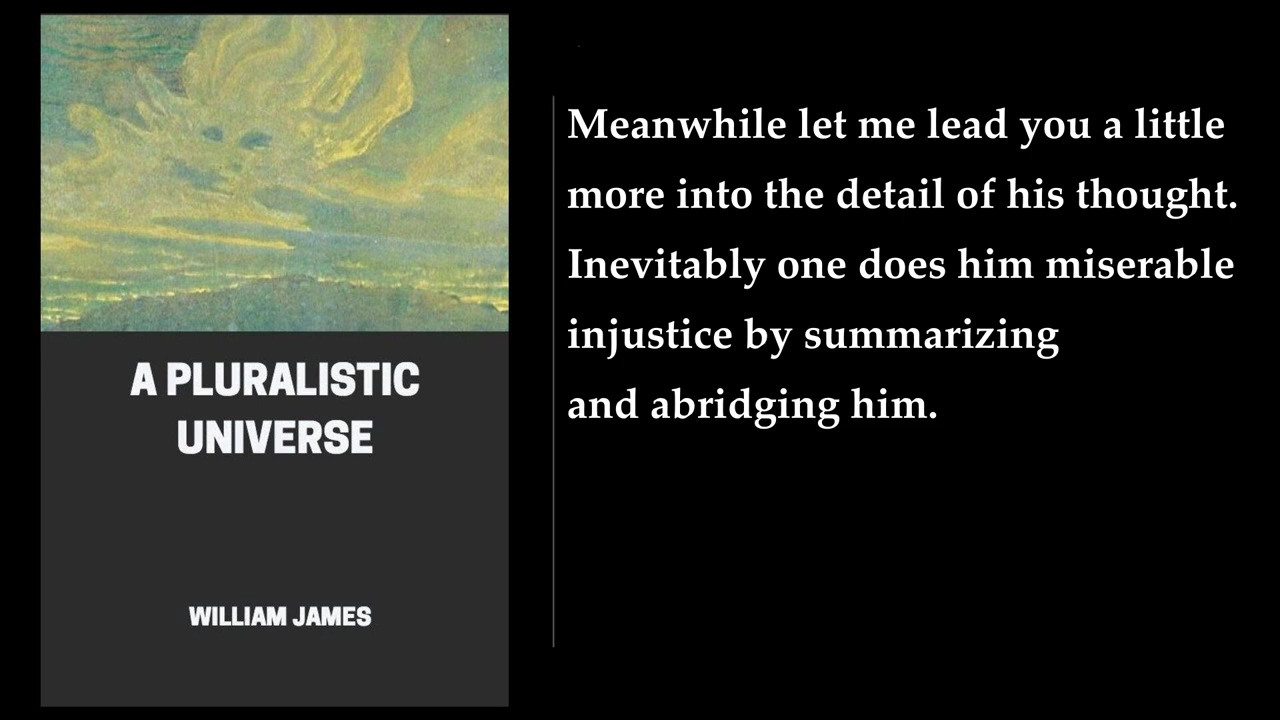 A PLURALISTIC
UNIVERSE
WILLIAM JAMES
Meanwhile let me lead you a little
more into the detail of his thought.
Inevitably one does him miserable
injustice by summarizing
and abridging him.